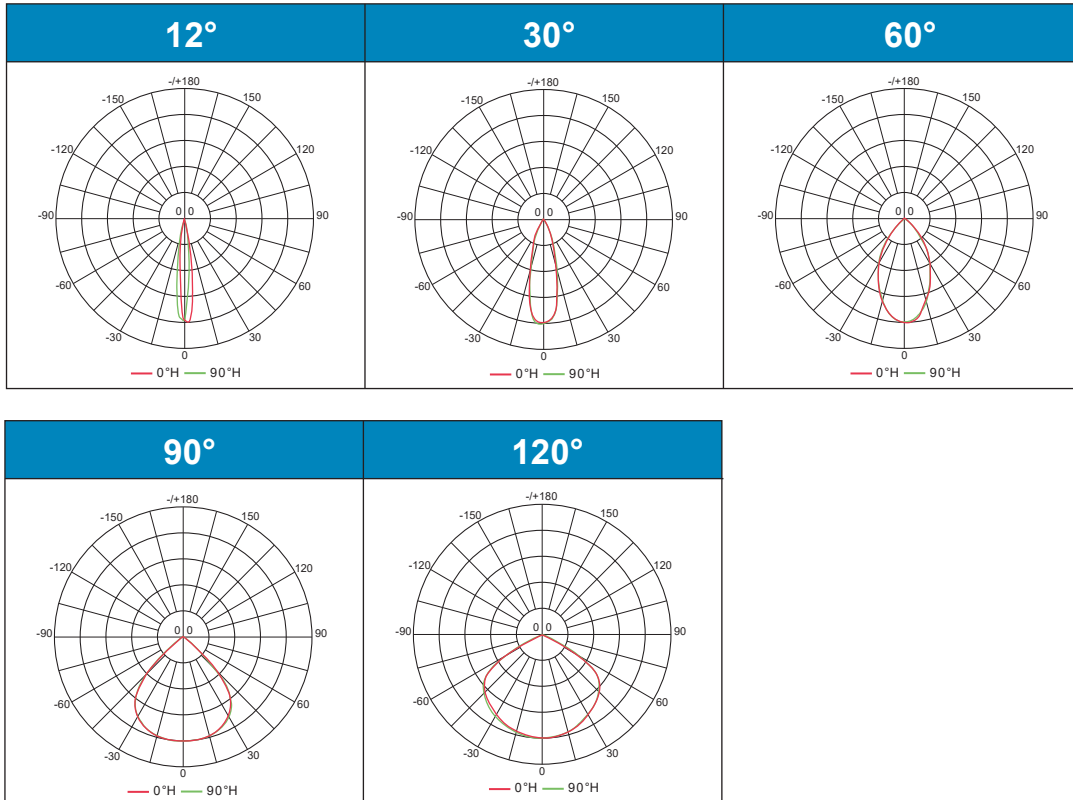 12° 30° 60°
-/+180 -/+180 -/+180
-150 150 -150 150 -150 150
-120 120 -120 120 -120 120
-90 0 0 90 -90 0 0 90 -90 0 0 90
-60 60 -60 60 -60 60
-30 30 -30 30 -30 30
0 0 0
0°H 90°H 0°H 90°H 0°H 90°H
90° 120°
-/+180 -/+180
-150 150 -150 150
-120 120 -120 120
-90 0 0 90 -90 0 0 90
-60 60 -60 60
-30 30 -30 30
0 0
0°H 90°H 0°H 90°H